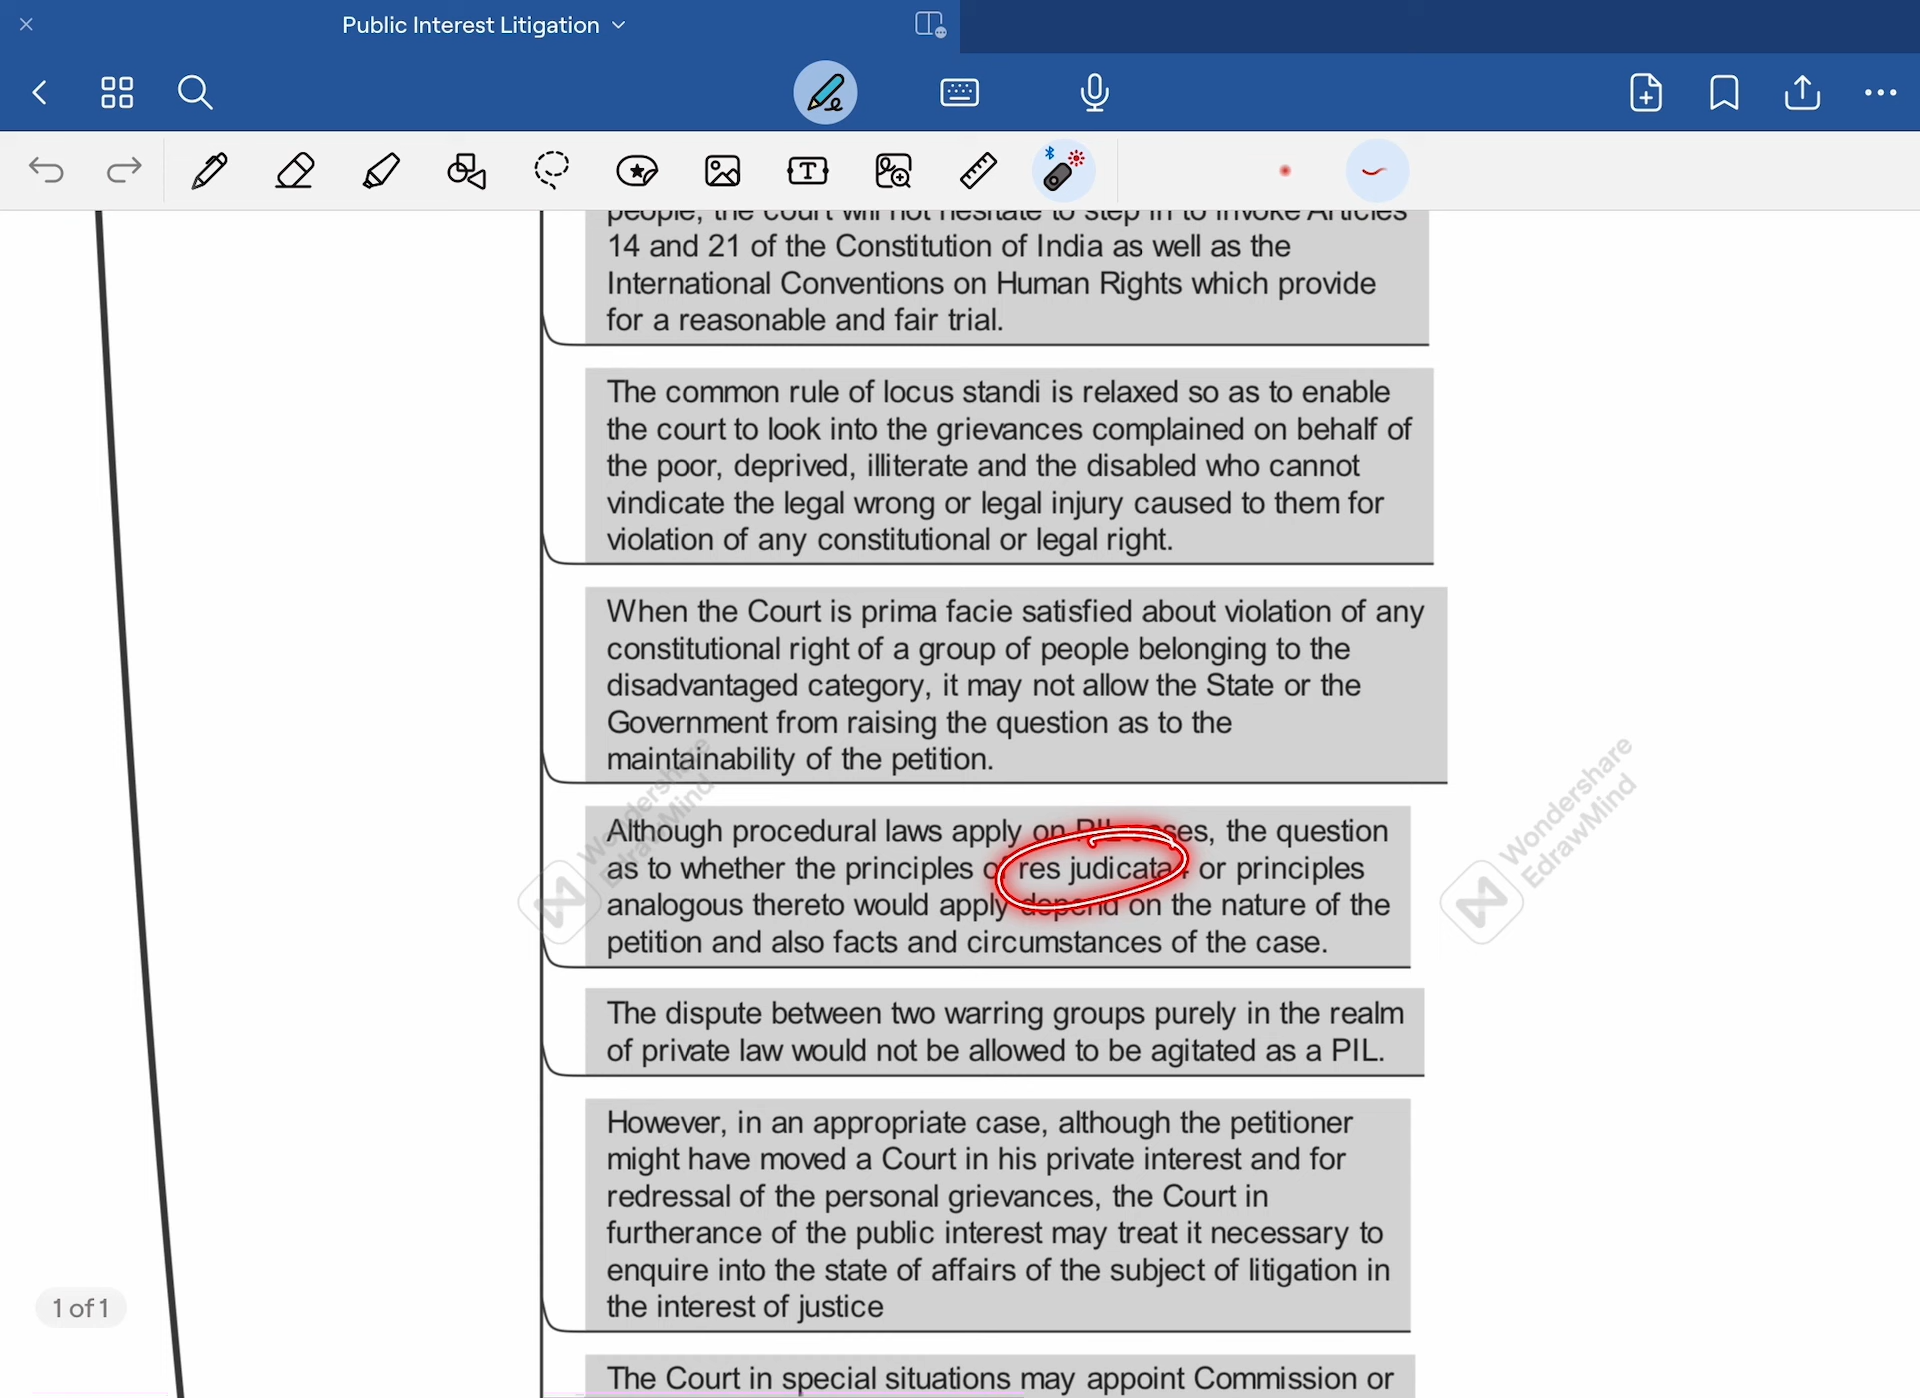 Public Interest Litigation
people, the court will not hesitate to step in to invoke Articles
14 and 21 of the Constitution of India as well as the
International Conventions on Human Rights which provide
for a reasonable and fair trial.
The common rule of locus standi is relaxed so as to enable
the court to look into the grievances complained on behalf of
the poor, deprived, illiterate and the disabled who cannot
vindicate the legal wrong or legal injury caused to them for
violation of any constitutional or legal right.
When the Court is prima facie satisfied about violation of any
constitutional right of a group of people belonging to the
disadvantaged category, it may not allow the State or the
Government from raising the question as to the
maintainability of the petition.
Although procedural laws apply on PIL cases, the question
as to whether the principles of res judicata or principles
analogous thereto would apply depend on the nature of the
petition and also facts and circumstances of the case.
The dispute between two warring groups purely in the realm
of private law would not be allowed to be agitated as a PIL.
However, in an appropriate case, although the petitioner
might have moved a Court in his private interest and for
redressal of the personal grievances, the Court in
furtherance of the public interest may treat it necessary to
enquire into the state of affairs of the subject of litigation in
the interest of justice
The Court in special situations may appoint Commission or
1 of 1
Wondershare
EdrawMind
Wondershare
EdrawMind